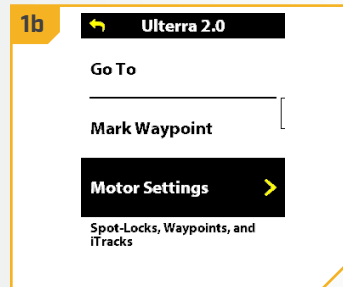 1b
Ulterra 2.0
Go To
Mark Waypoint
Motor Settings
Spot-Locks, Waypoints, and
iTracks